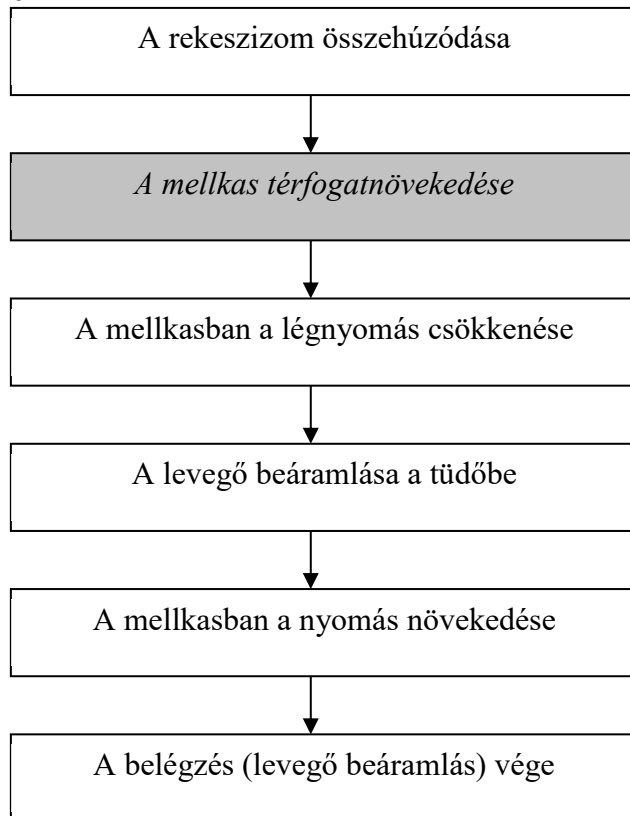 A rekeszizom összehúzódása
A mellkas térfogatnövekedése
A mellkasban a légnyomás csökkenése
A levegő beáramlása a tüdőbe
A mellkasban a nyomás növekedése
A belégzés (levegő beáramlás) vége